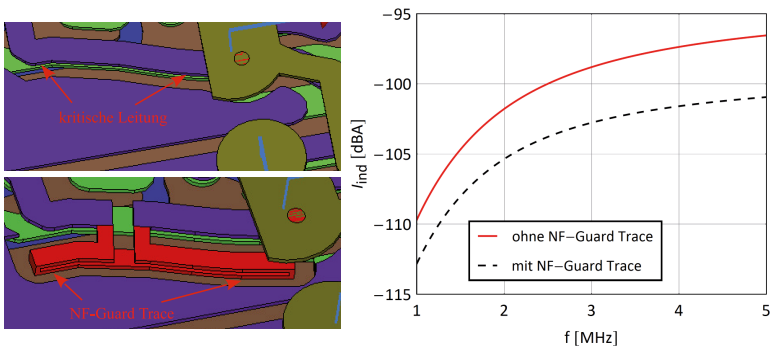 kritische Leitung
NF-Guard Trace
−95
−100
−105
−110
−115
I_ind [dBA]
ohne NF−Guard Trace
mit NF−Guard Trace
1 2 3 4 5
f [MHz]